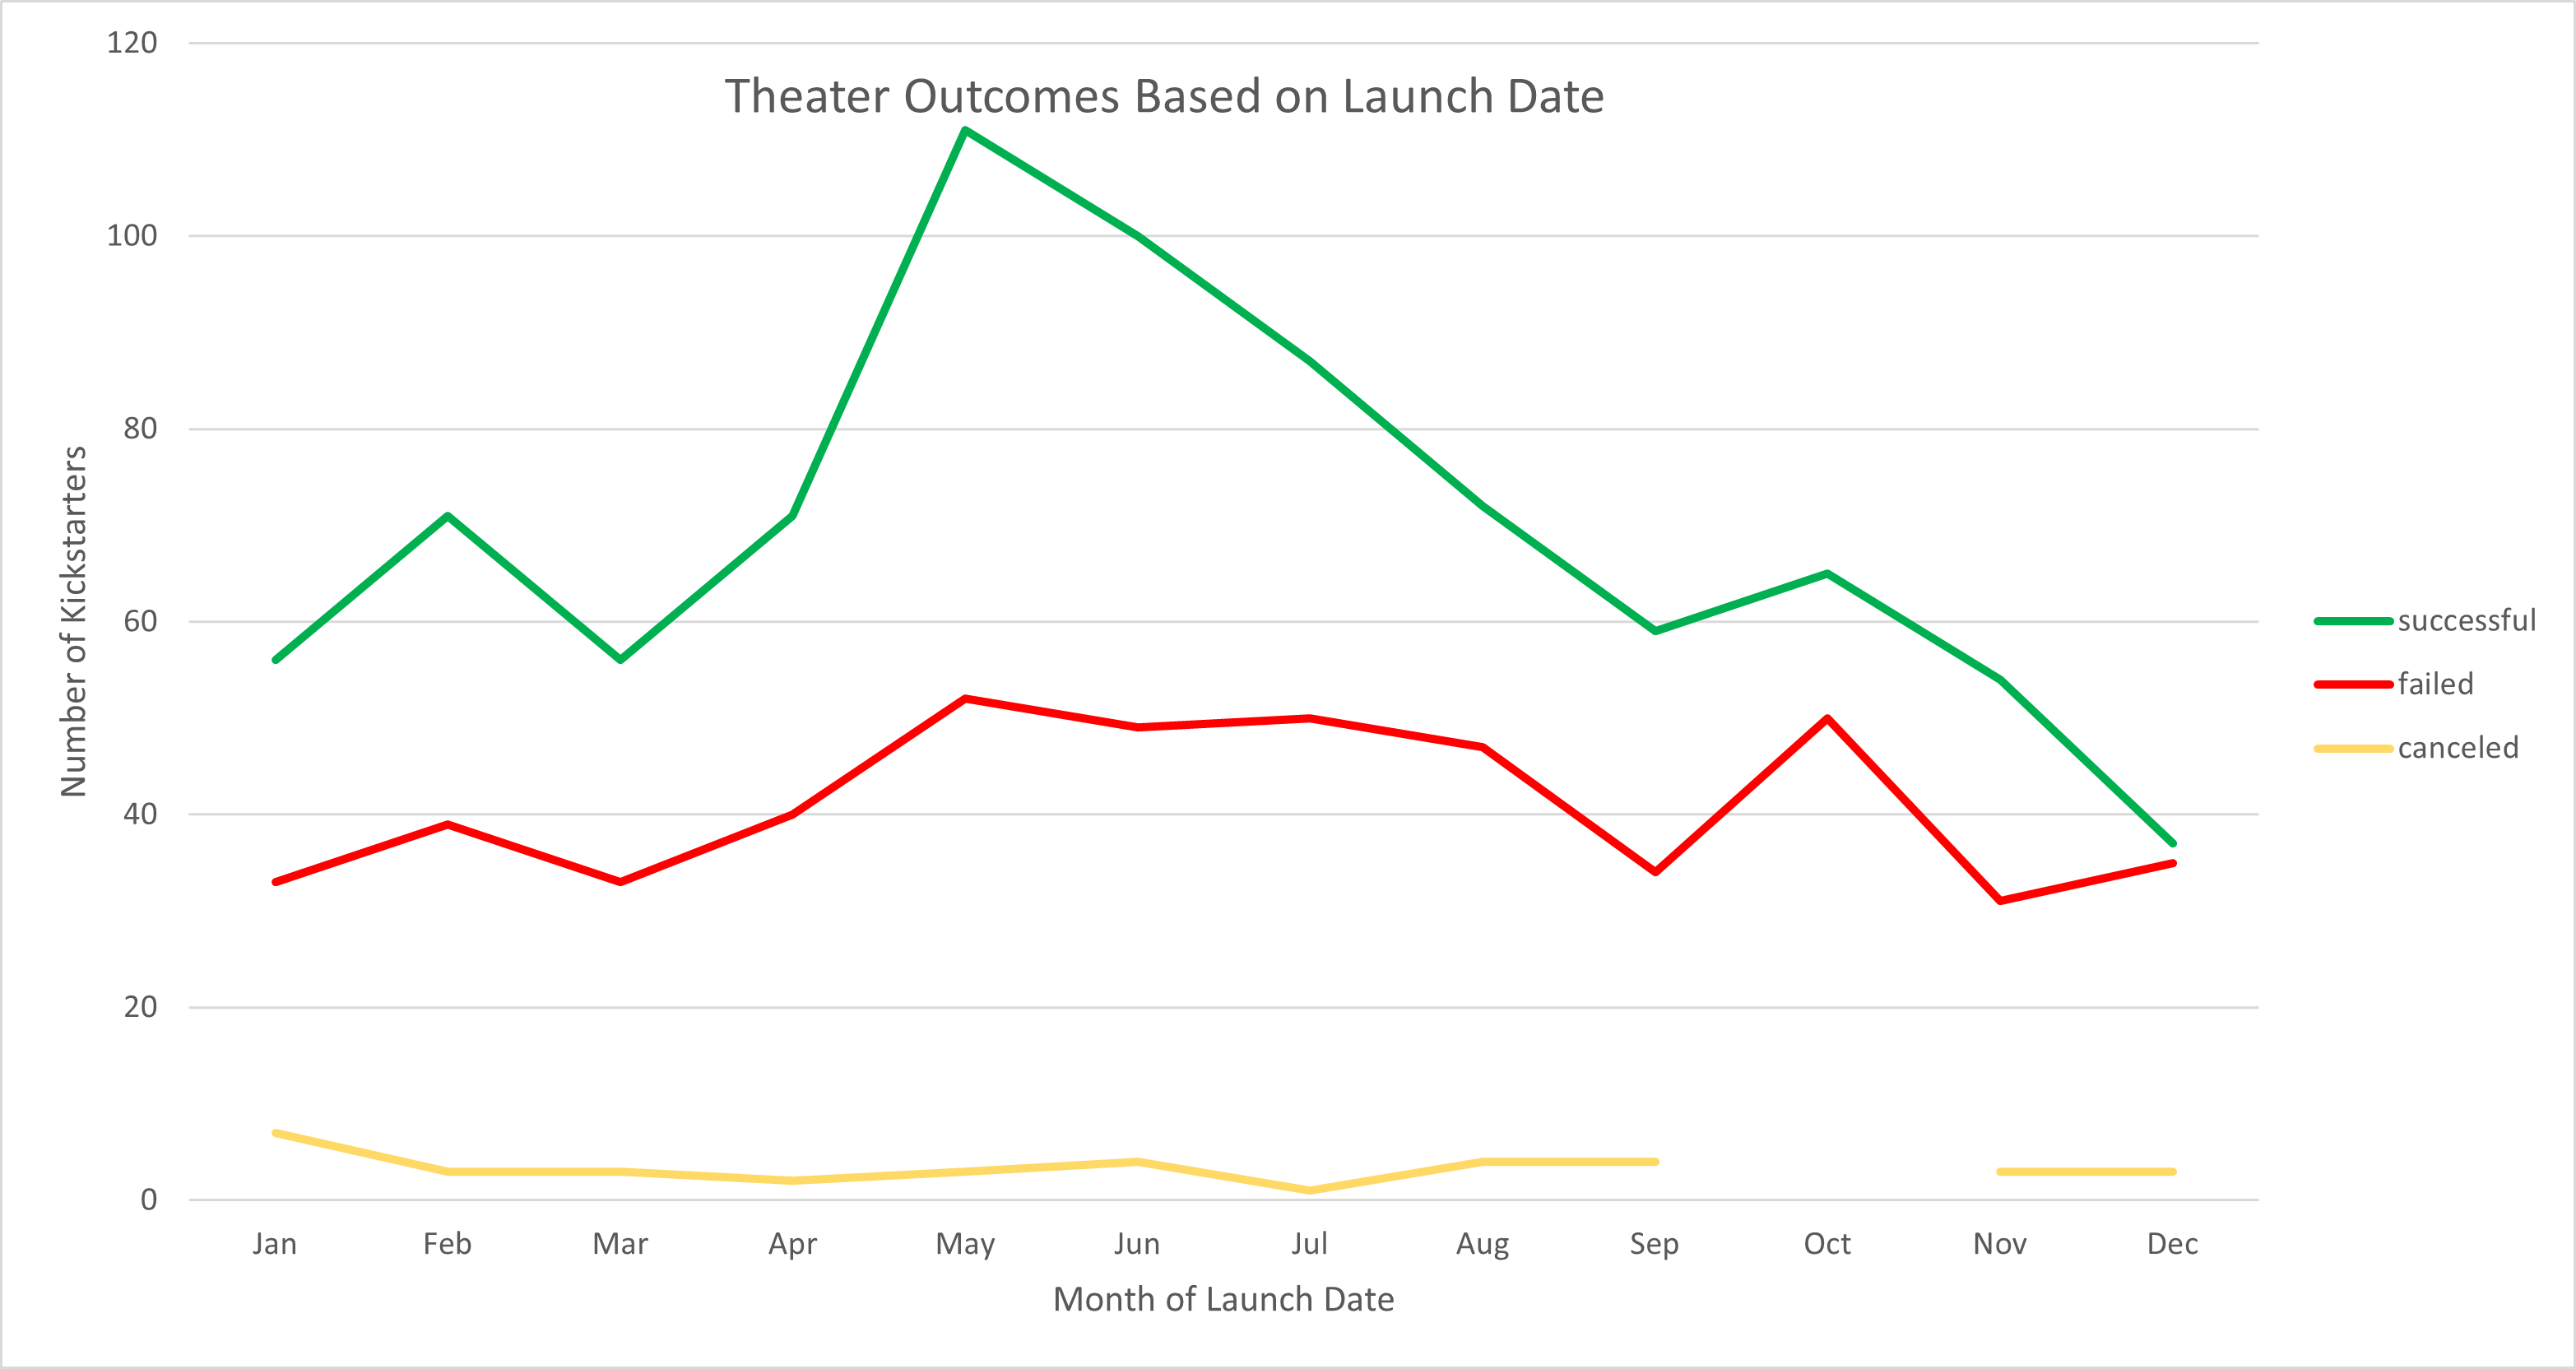 Theater Outcomes Based on Launch Date
120
100
80
60
40
20
0
Number of Kickstarters
Jan Feb Mar Apr May Jun Jul Aug Sep Oct Nov Dec
Month of Launch Date
successful
failed
canceled